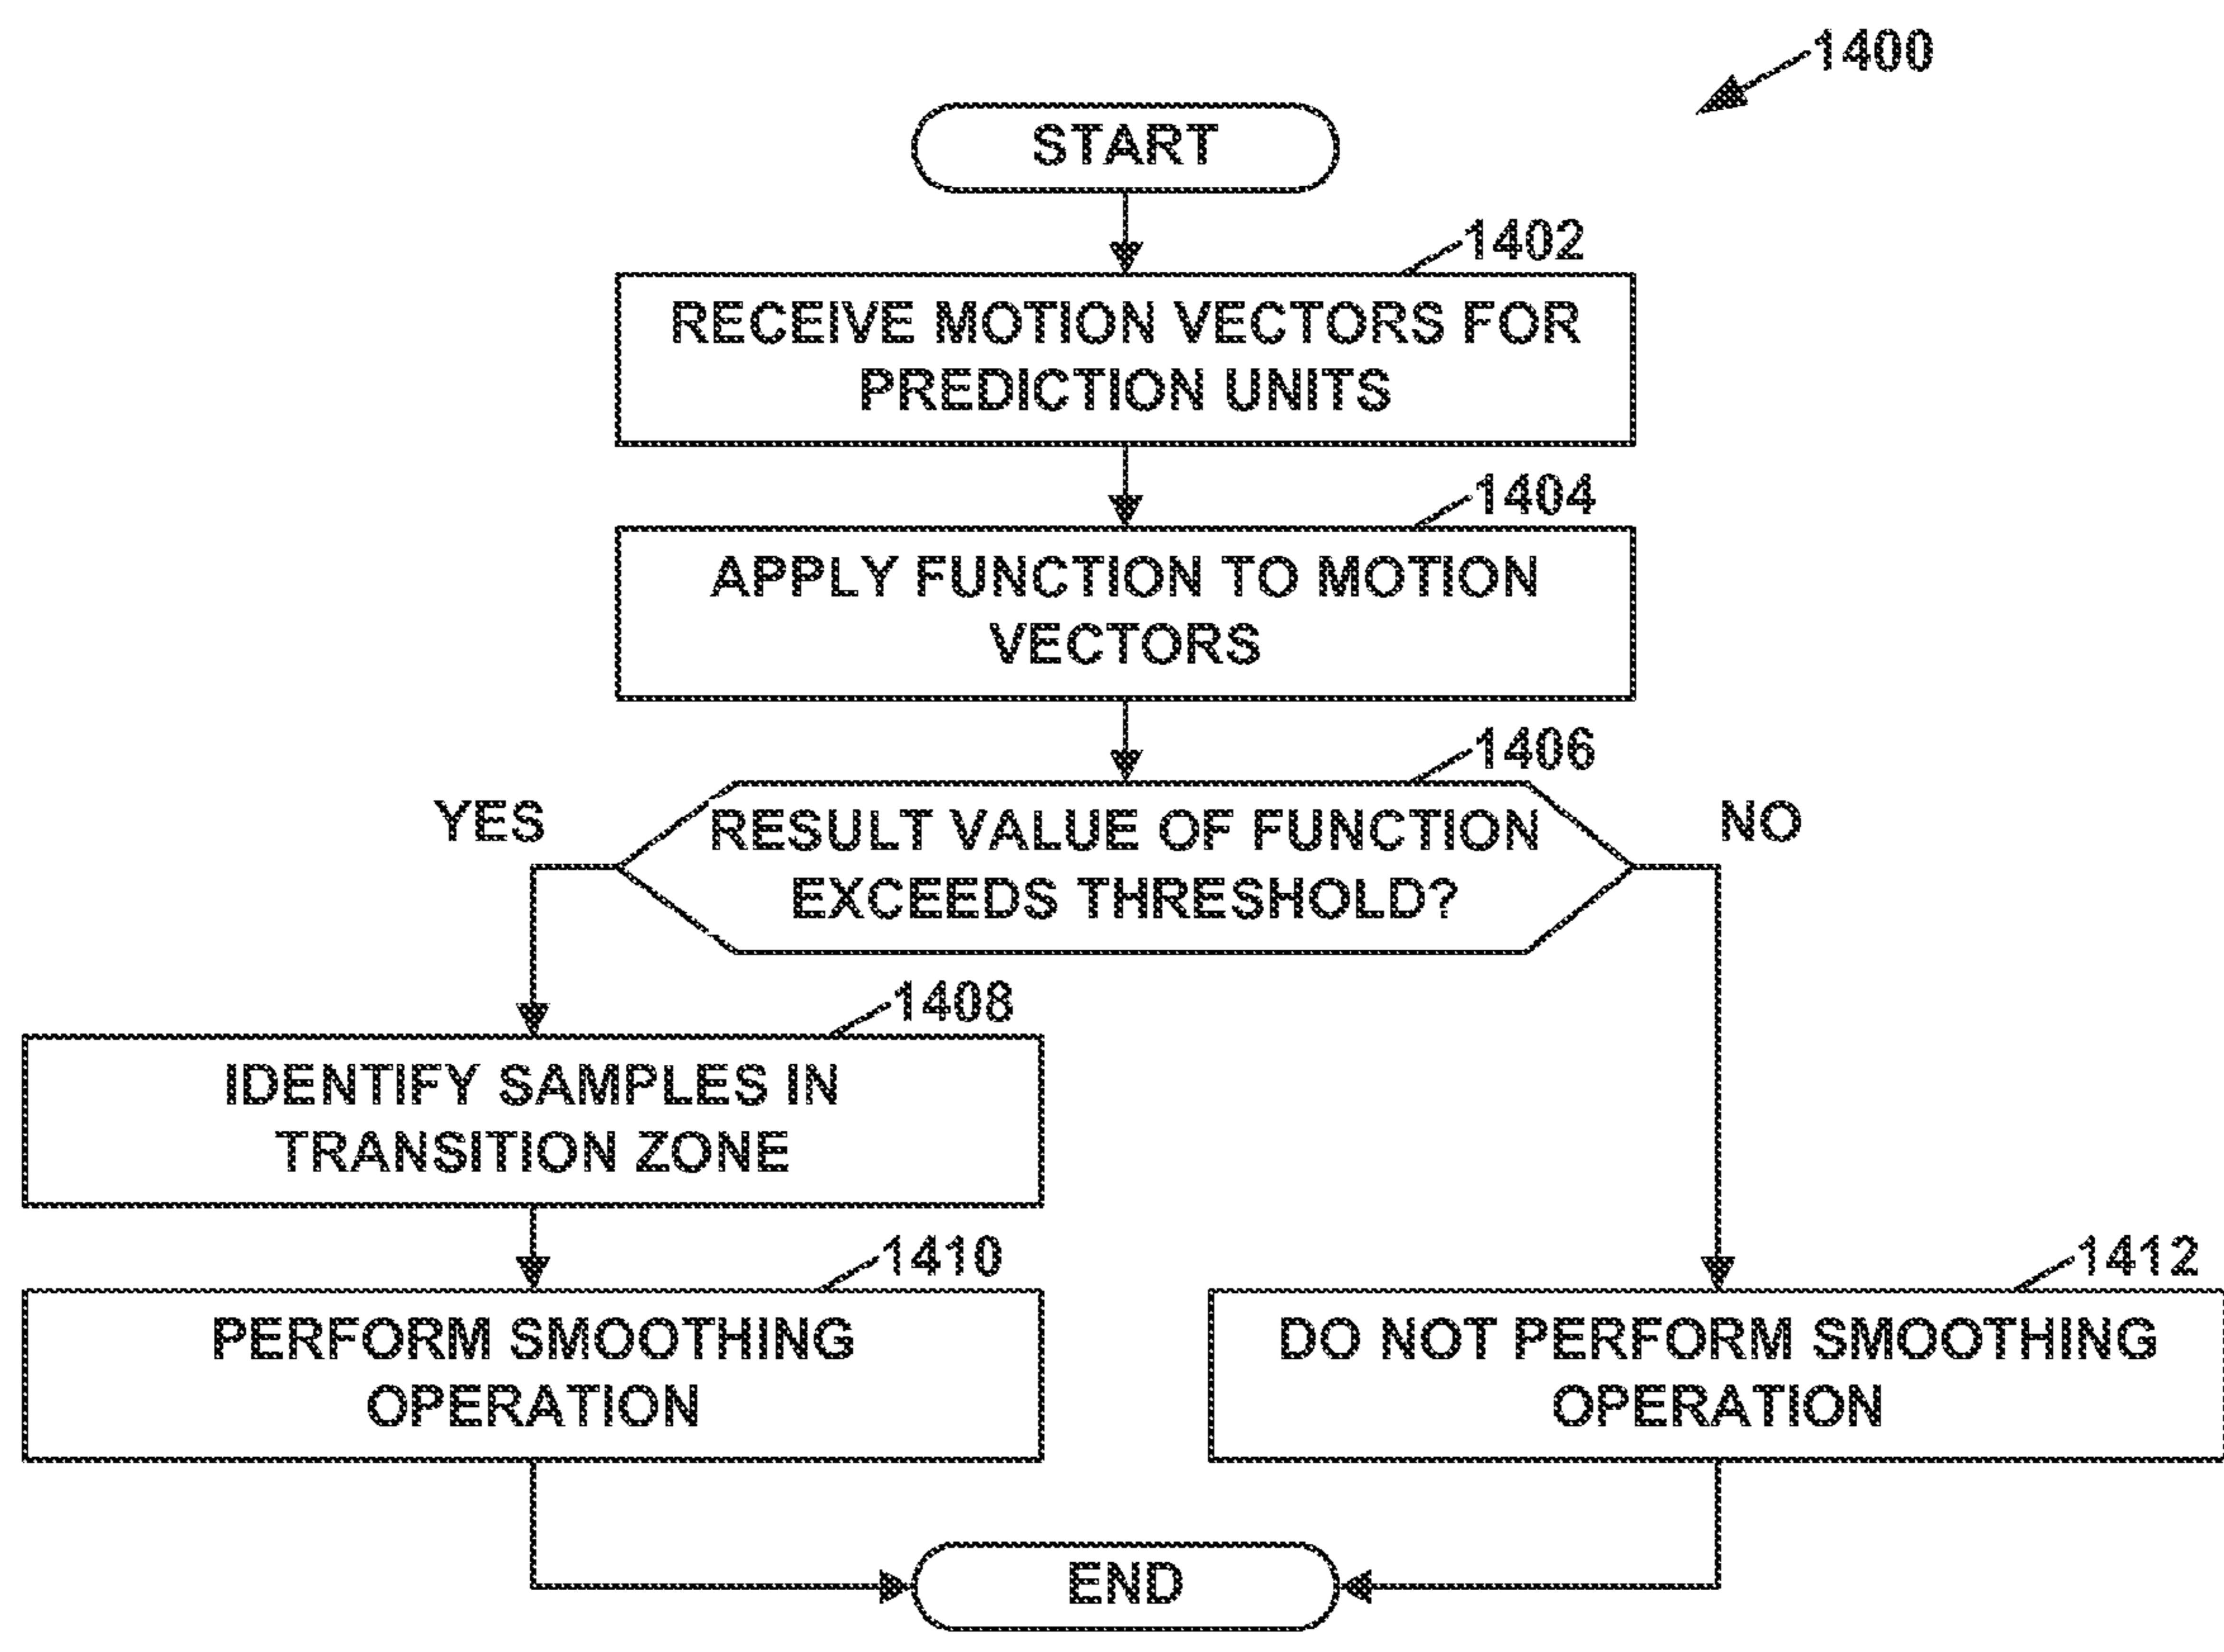 1400
START
1402
RECEIVE MOTION VECTORS FOR
PREDICTION UNITS
1404
APPLY FUNCTION TO MOTION
VECTORS
1406
YES
RESULT VALUE OF FUNCTION
EXCEEDS THRESHOLD?
NO
1408
IDENTIFY SAMPLES IN
TRANSITION ZONE
1410
PERFORM SMOOTHING
OPERATION
1412
DO NOT PERFORM SMOOTHING
OPERATION
END